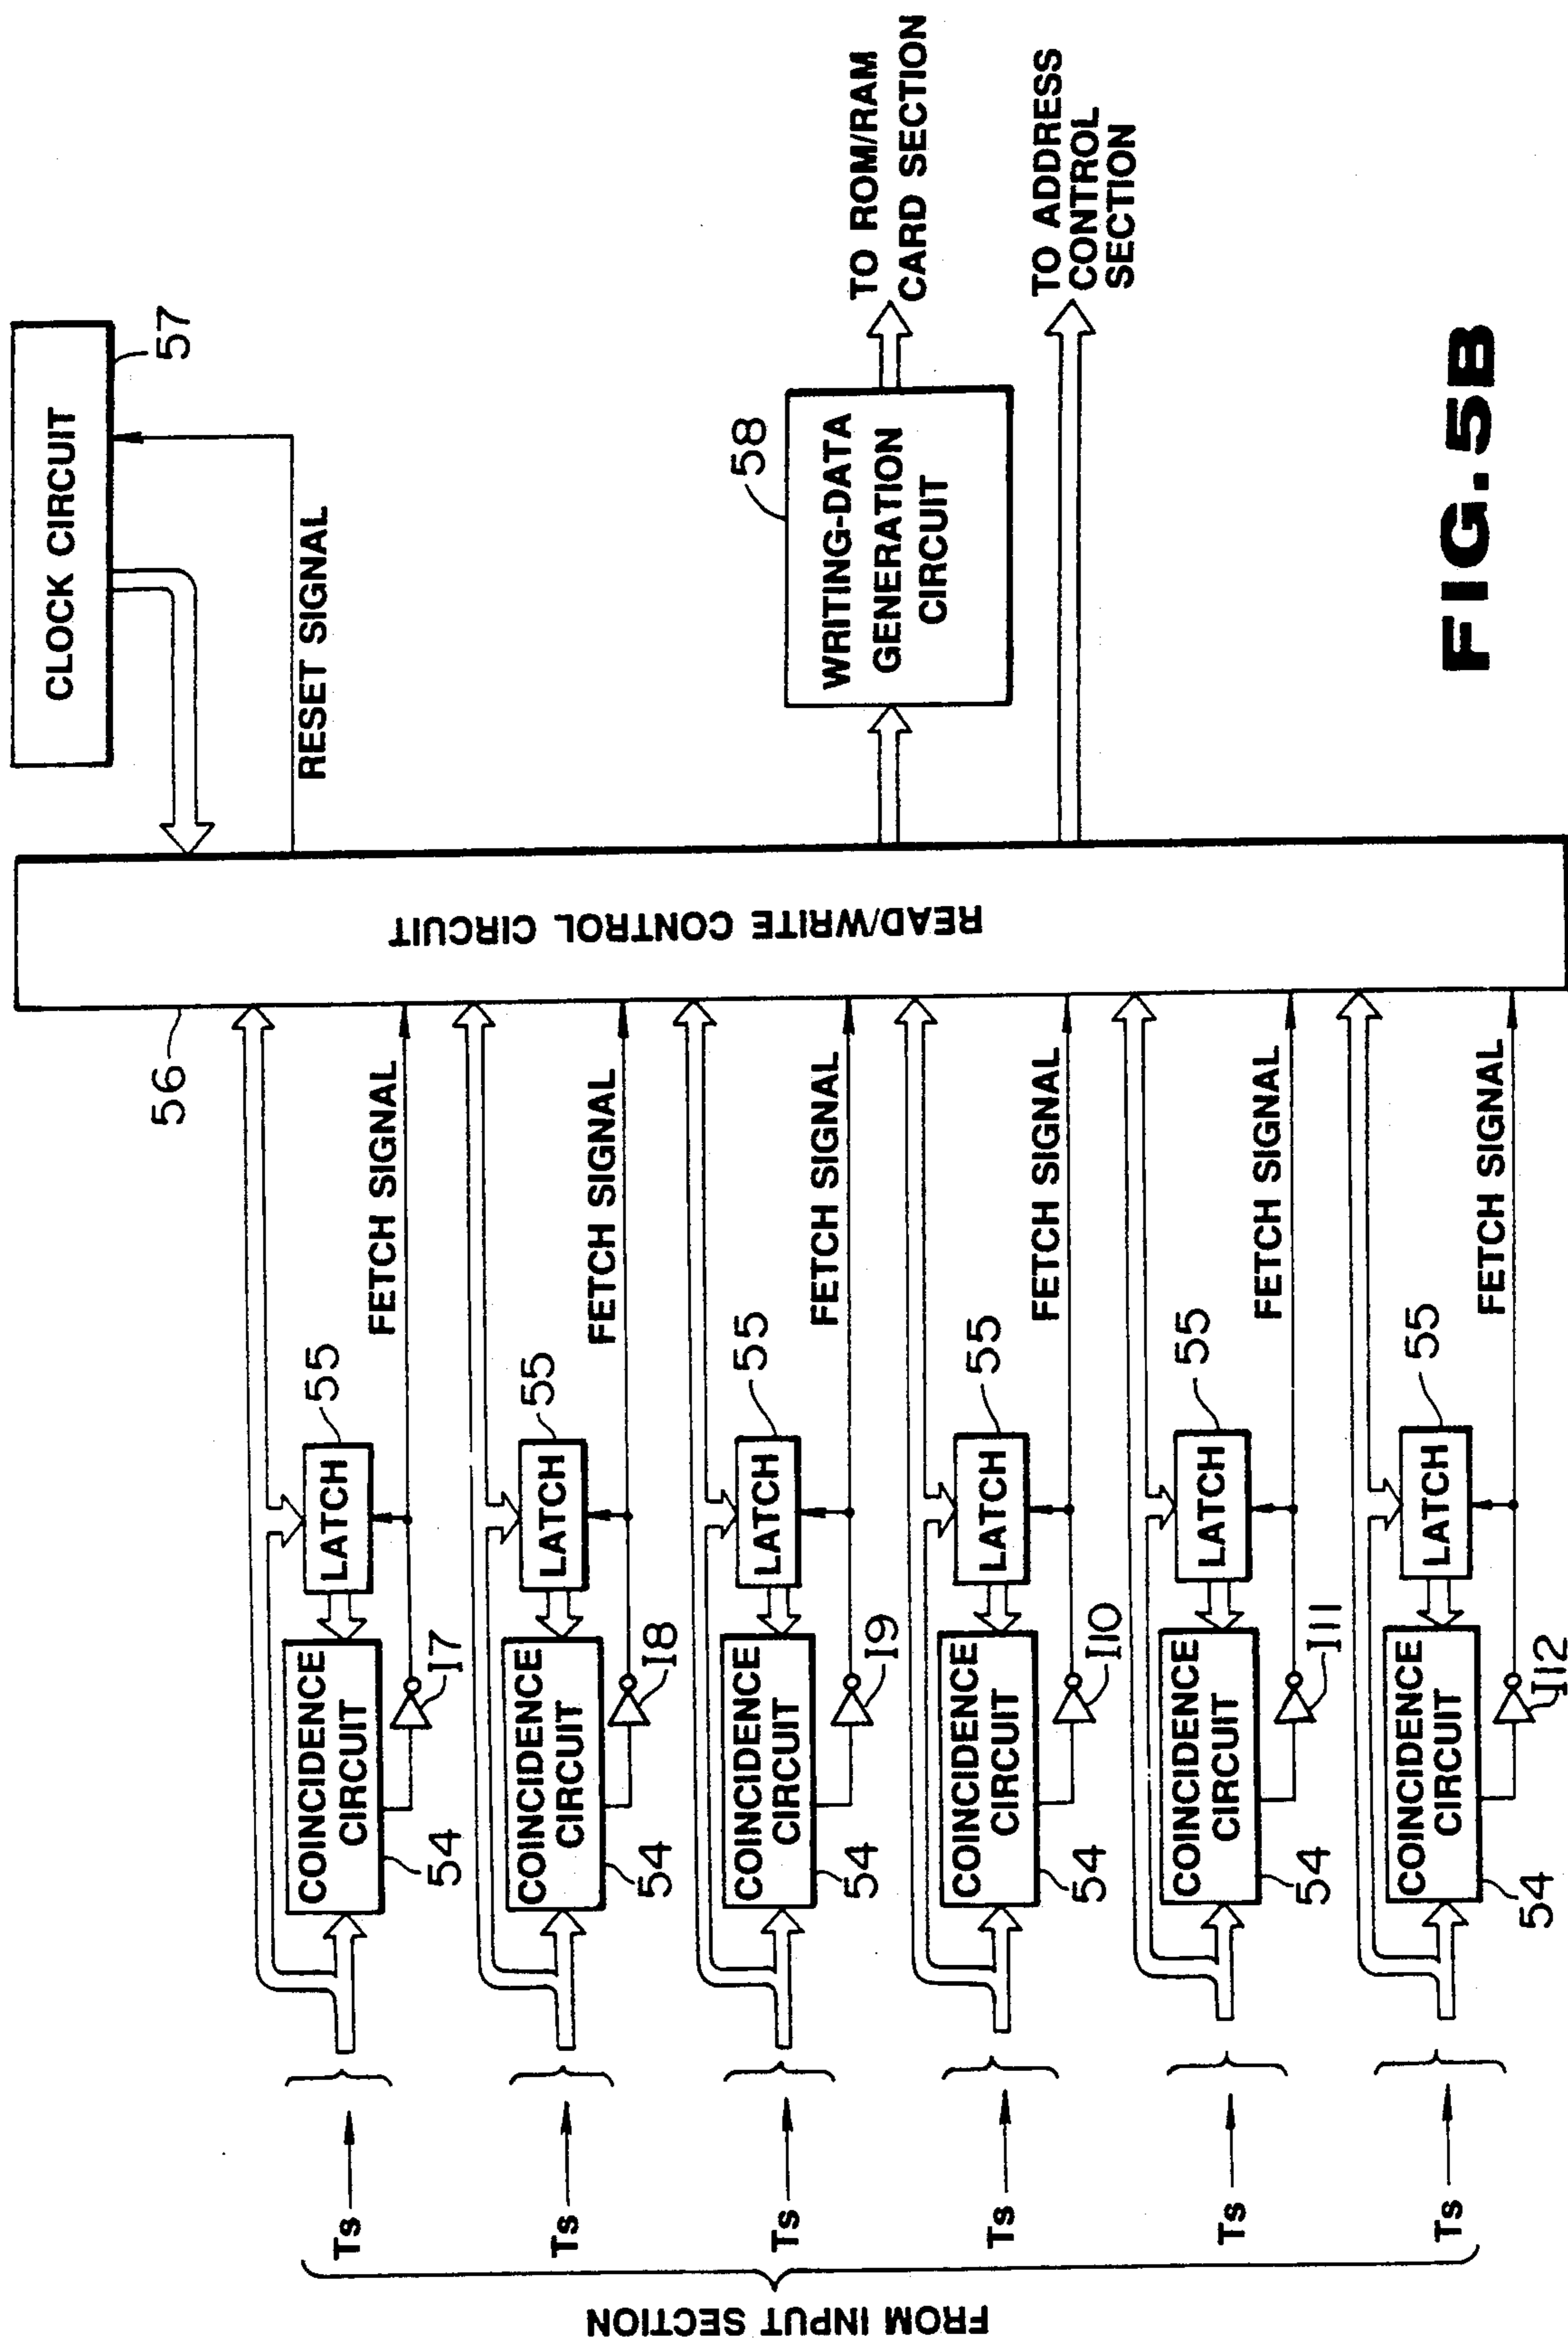 CLOCK CIRCUIT
57
RESET SIGNAL
58
WRITING-DATA
GENERATION
CIRCUIT
TO ROM/RAM
CARD SECTION
TO ADDRESS
CONTROL
SECTION
READ/WRITE CONTROL CIRCUIT
56
FETCH SIGNAL
55
LATCH
COINCIDENCE
CIRCUIT
I7
54
Ts
FETCH SIGNAL
55
LATCH
COINCIDENCE
CIRCUIT
I8
54
Ts
FETCH SIGNAL
55
LATCH
COINCIDENCE
CIRCUIT
I9
54
Ts
FETCH SIGNAL
55
LATCH
COINCIDENCE
CIRCUIT
I10
54
Ts
FETCH SIGNAL
55
LATCH
COINCIDENCE
CIRCUIT
I11
54
Ts
FETCH SIGNAL
55
LATCH
COINCIDENCE
CIRCUIT
I12
54
Ts
FROM INPUT SECTION
FIG.5B